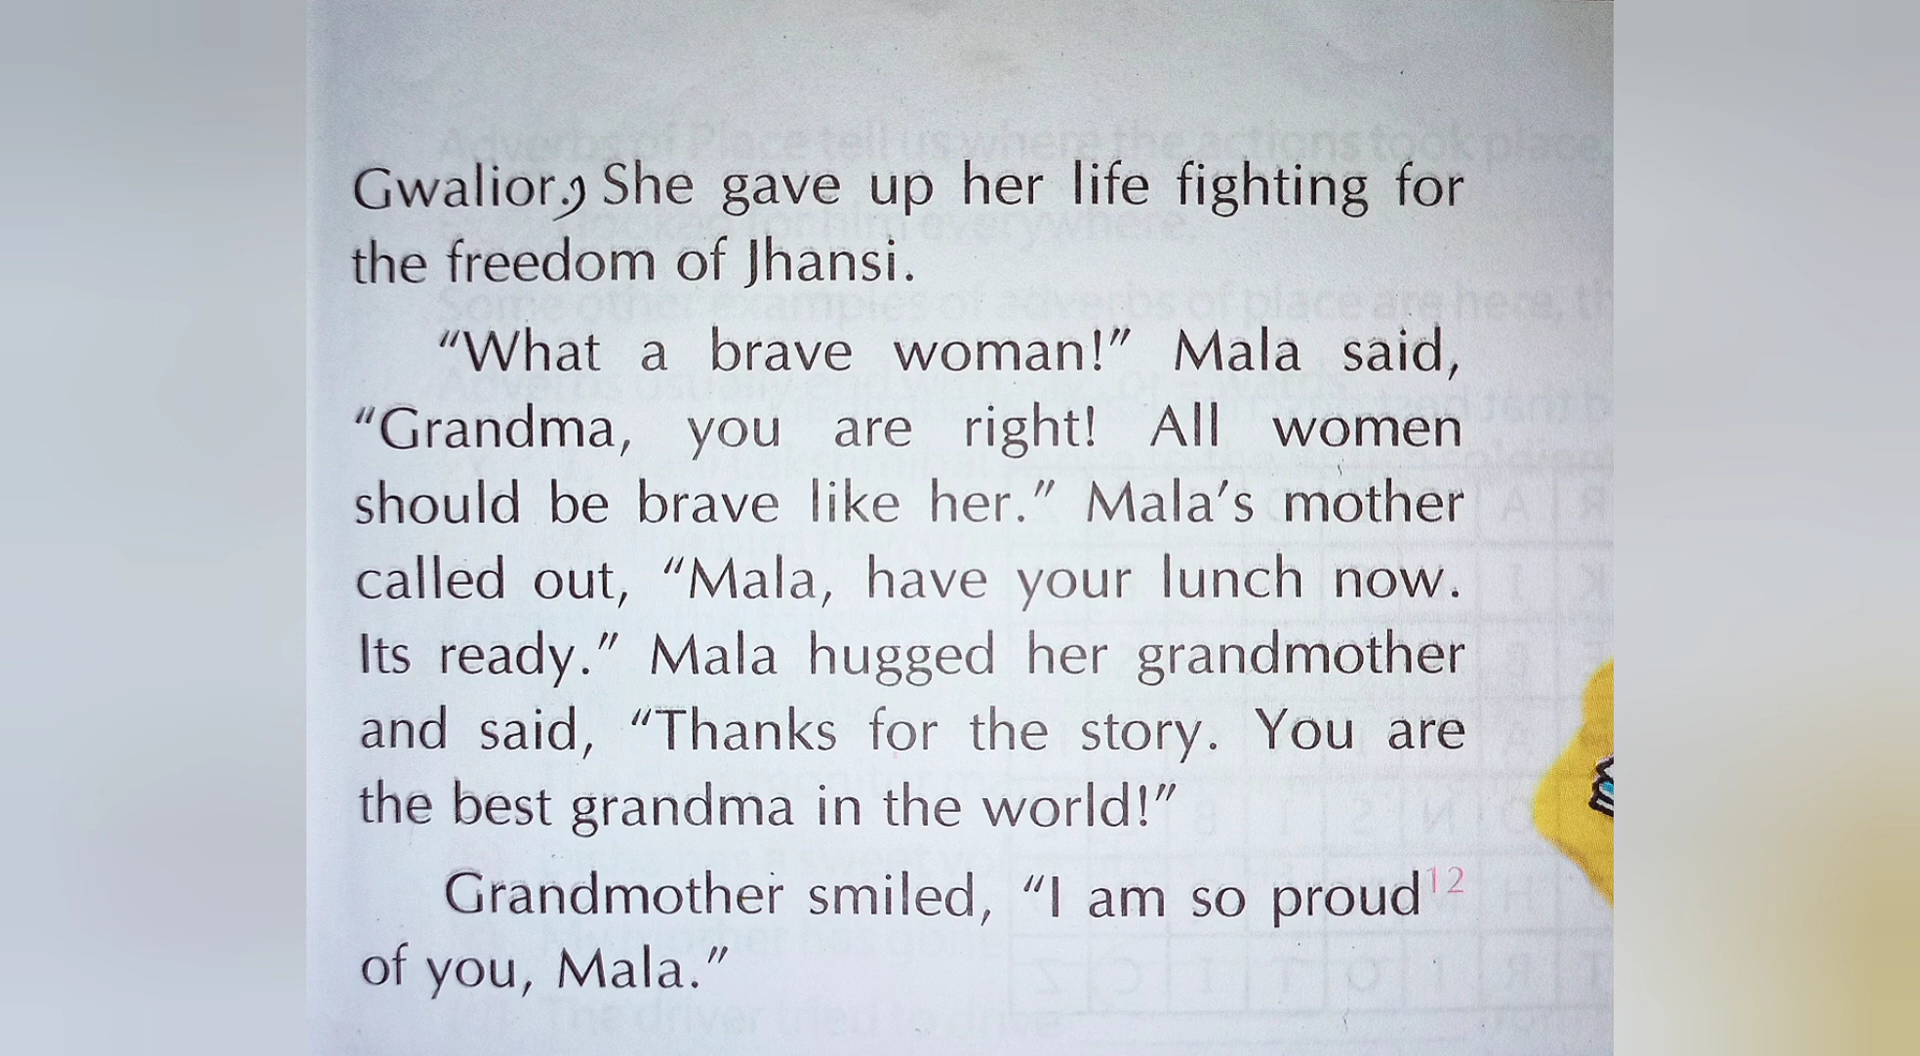 Gwalior. She gave up her life fighting for
the freedom of Jhansi.
“What a brave woman!” Mala said,
“Grandma, you are right! All women
should be brave like her.” Mala’s mother
called out, “Mala, have your lunch now.
Its ready.” Mala hugged her grandmother
and said, “Thanks for the story. You are
the best grandma in the world!”
Grandmother smiled, “I am so proud12
of you, Mala.”